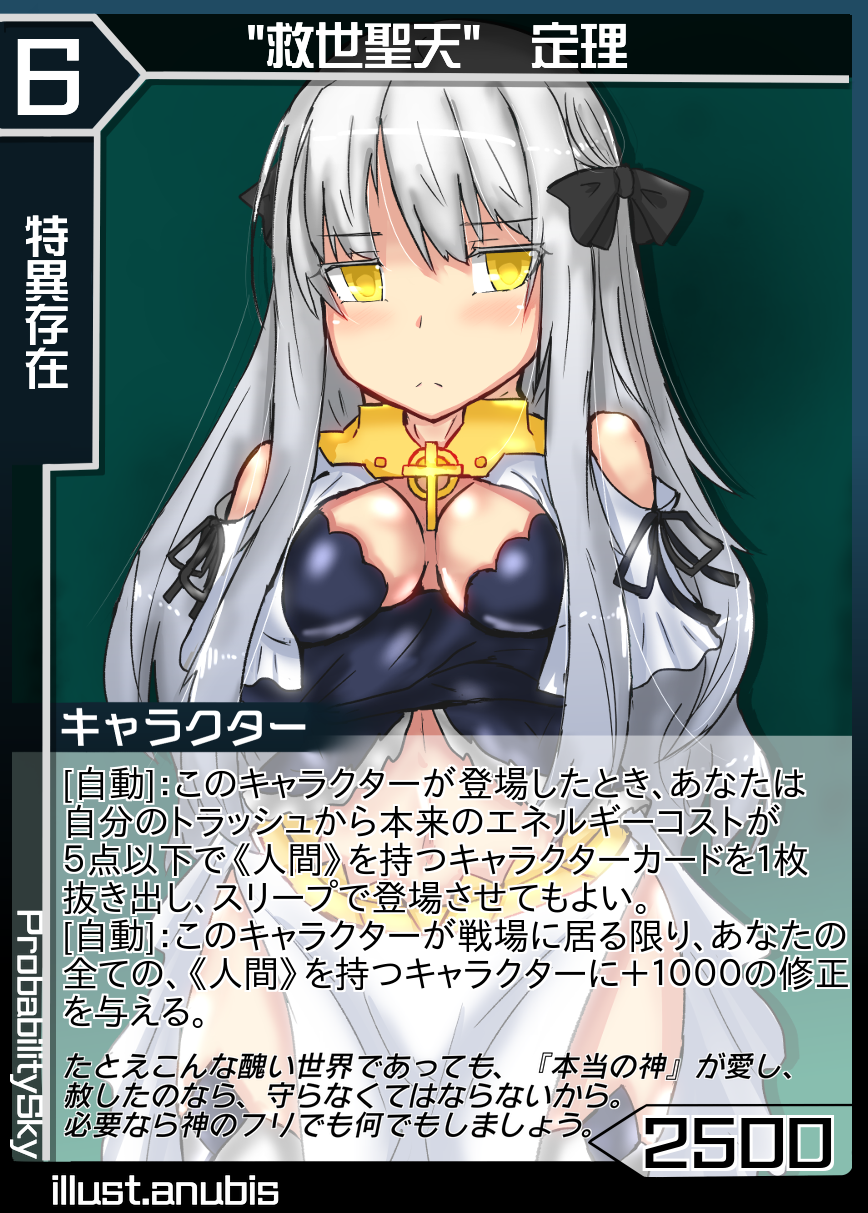 6
"救世聖天" 定理
特異存在
キャラクター
[自動]:このキャラクターが登場したとき、あなたは
自分のトラッシュから本来のエネルギーコストが
5点以下で《人間》を持つキャラクターカードを1枚
抜き出し、スリープで登場させてもよい。
[自動]:このキャラクターが戦場に居る限り、あなたの
全ての、《人間》を持つキャラクターに+1000の修正
を与える。
たとえこんな醜い世界であっても、『本当の神』が愛し、
赦したのなら、守らなくてはならないから。
必要なら神のフリでも何でもしましょう。
2500
ProbabilitySky
illust.anubis